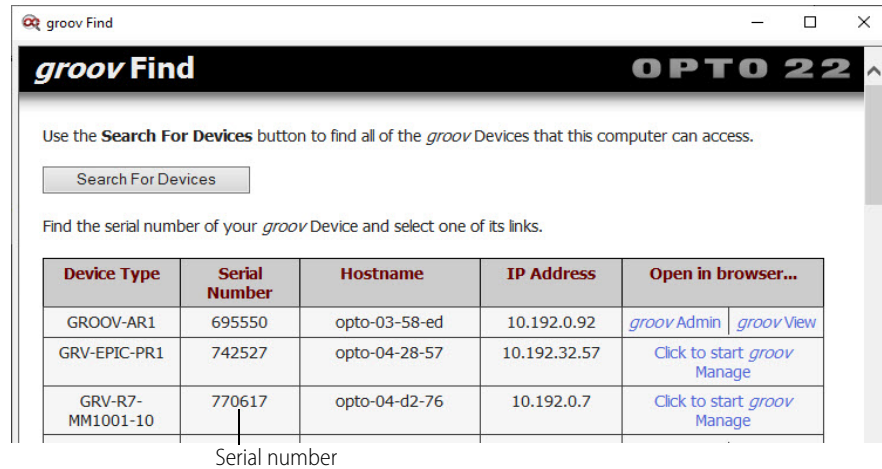 groov Find
groov Find OPTO 22
Use the Search For Devices button to find all of the groov Devices that this computer can access.
Search For Devices
Find the serial number of your groov Device and select one of its links.
Device Type Serial Number Hostname IP Address Open in browser...
GROOV-AR1 695550 opto-03-58-ed 10.192.0.92 groov Admin groov View
GRV-EPIC-PR1 742527 opto-04-28-57 10.192.32.57 Click to start groov Manage
GRV-R7-MM1001-10 770617 opto-04-d2-76 10.192.0.7 Click to start groov Manage
Serial number